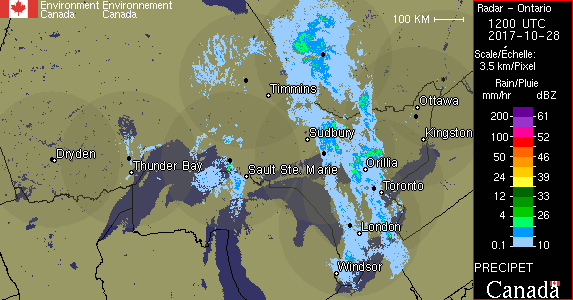 Environment Environnement
Canada Canada
100 KM
Timmins
Ottawa
Sudbury
Kingston
Dryden
Thunder Bay
Sault Ste. Marie
Orillia
Toronto
London
Windsor
Radar - Ontario
1200 UTC
2017-10-28
Scale/Échelle:
3.5 km/Pixel
Rain/Pluie
mm/hr dBZ
200 61
100 52
50 46
24 39
12 33
4 26
0.1 10
PRECIPET
Canada